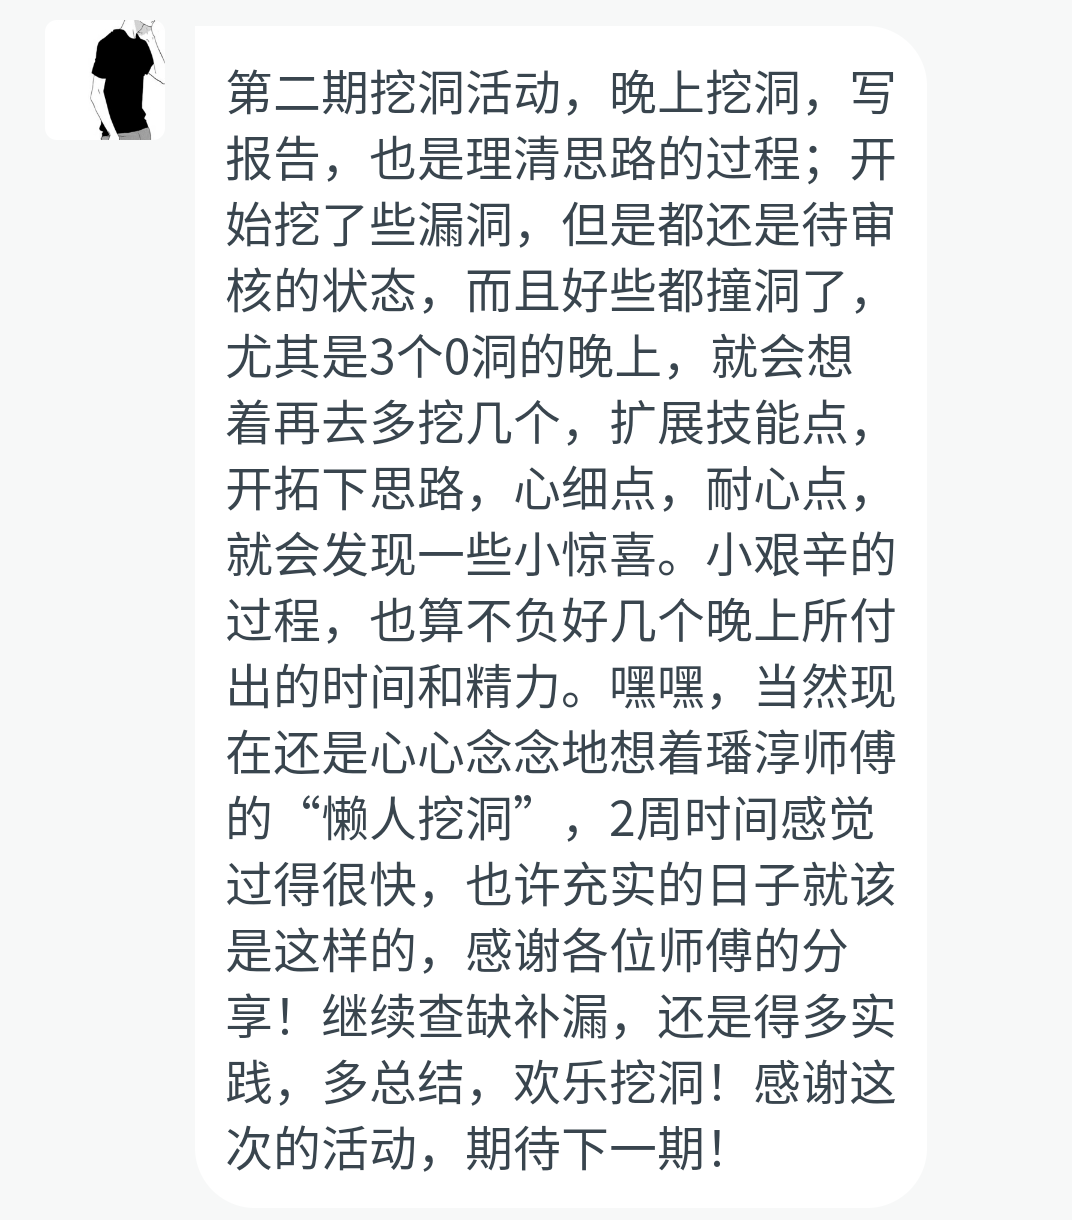 第二期挖洞活动，晚上挖洞，写
报告，也是理清思路的过程；开
始挖了些漏洞，但是都还是待审
核的状态，而且好些都撞洞了，
尤其是3个0洞的晚上，就会想
着再去多挖几个，扩展技能点，
开拓下思路，心细点，耐心点，
就会发现一些小惊喜。小艰辛的
过程，也算不负好几个晚上所付
出的时间和精力。嘿嘿，当然现
在还是心心念念地想着璠淳师傅
的“懒人挖洞”，2周时间感觉
过得很快，也许充实的日子就该
是这样的，感谢各位师傅的分
享！继续查缺补漏，还是得多实
践，多总结，欢乐挖洞！感谢这
次的活动，期待下一期！